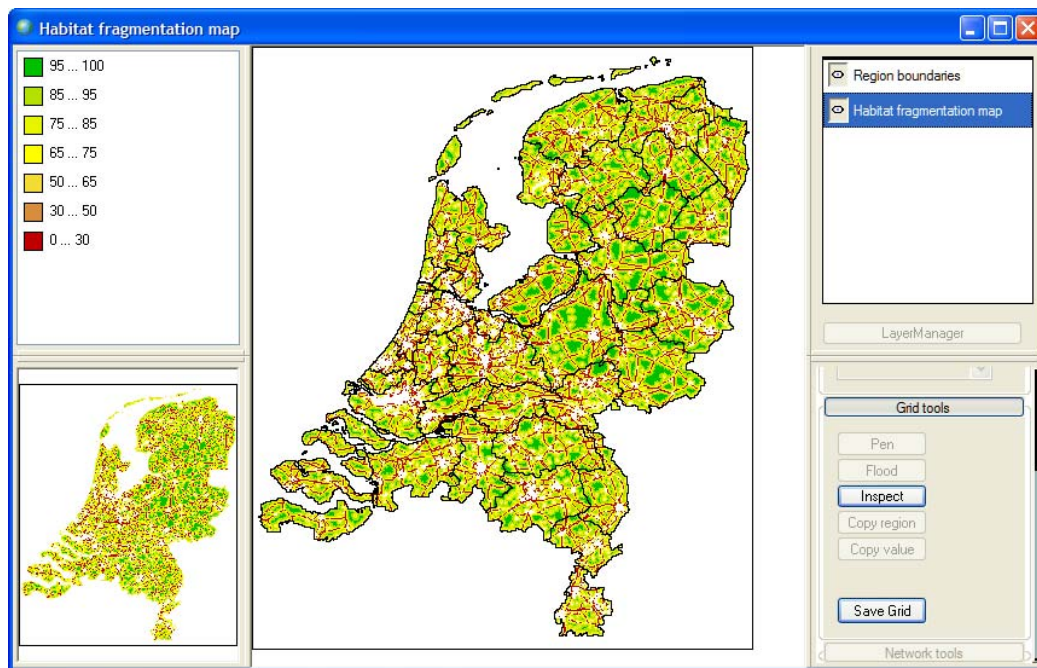 Habitat fragmentation map
95 ... 100
85 ... 95
75 ... 85
65 ... 75
50 ... 65
30 ... 50
0 ... 30
Region boundaries
Habitat fragmentation map
LayerManager
Grid tools
Pen
Flood
Inspect
Copy region
Copy value
Save Grid
Network tools